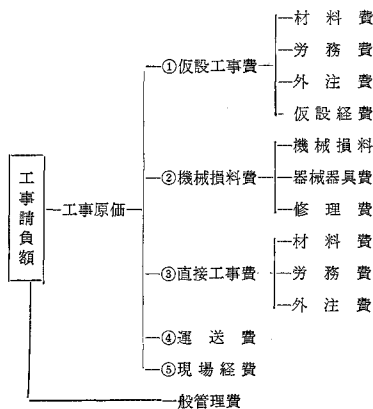 材料費
労務費
①仮設工事費
外注費
仮設経費
機械損料
②機械損料費
器械器具費
修理費
工事請負額
工事原価
材料費
③直接工事費
労務費
外注費
④運送費
⑤現場経費
一般管理費